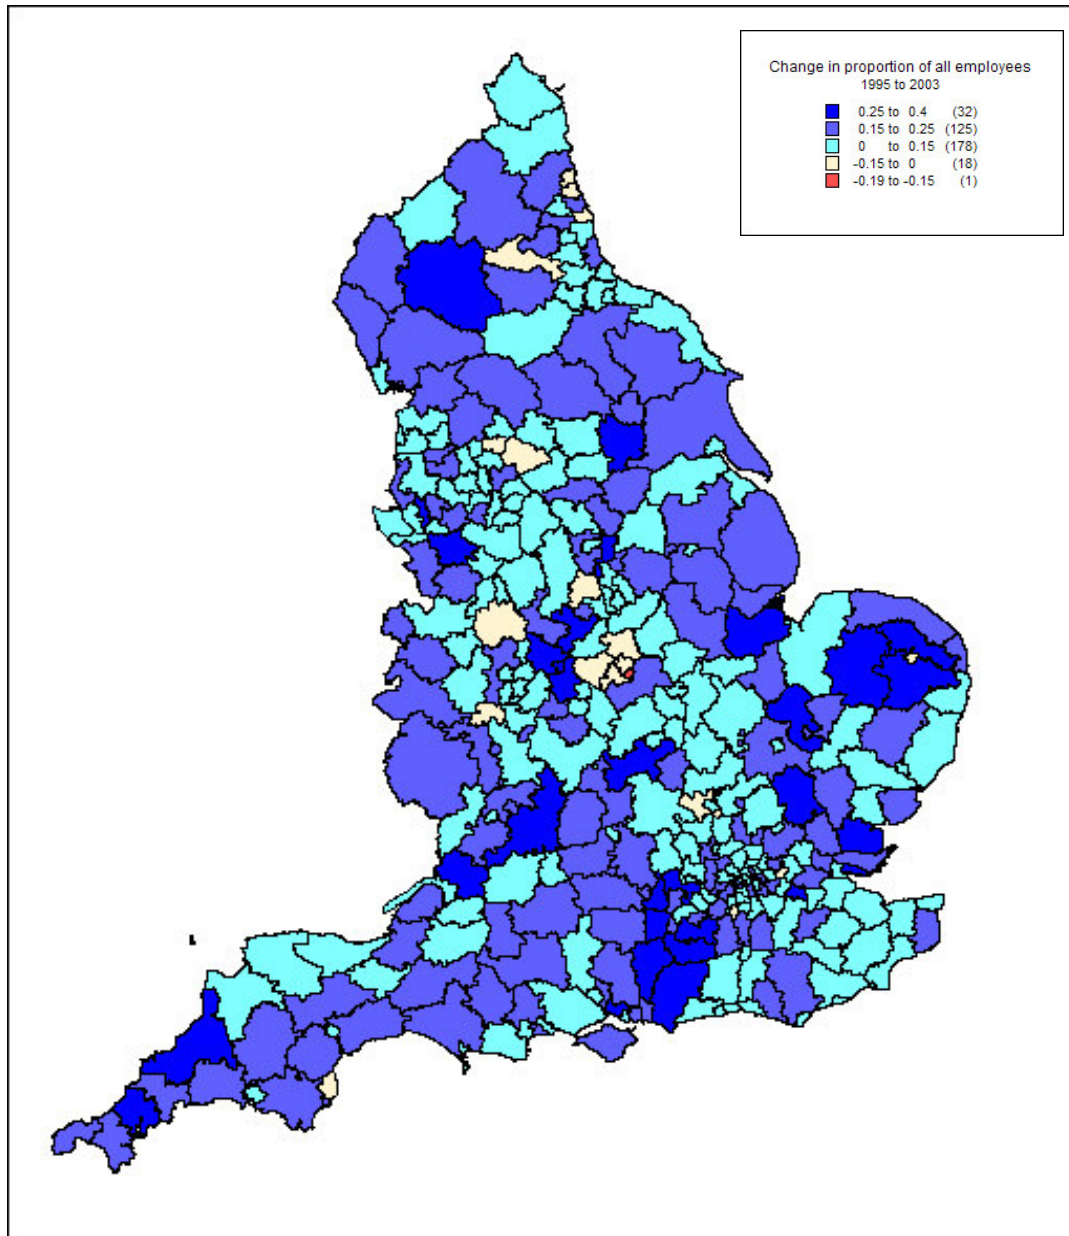 Change in proportion of all employees
1995 to 2003
0.25 to 0.4 (32)
0.15 to 0.25 (125)
0 to 0.15 (178)
-0.15 to 0 (18)
-0.19 to -0.15 (1)